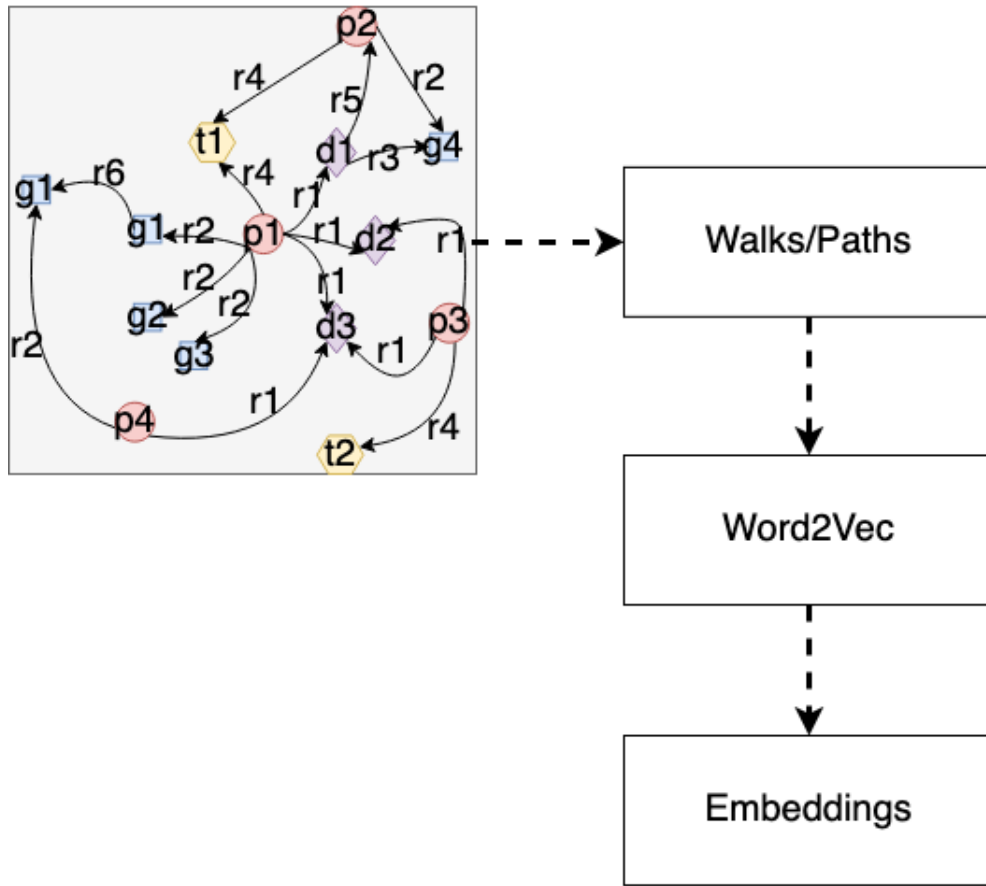 p2
r4
r2
r5
t1
d1
r3
g4
r4
r6
r1
g1
g1
r2
p1
r1
d2
r1
r2
r1
r2
g2
d3
p3
g3
r1
r2
r1
p4
r4
t2
Walks/Paths
Word2Vec
Embeddings